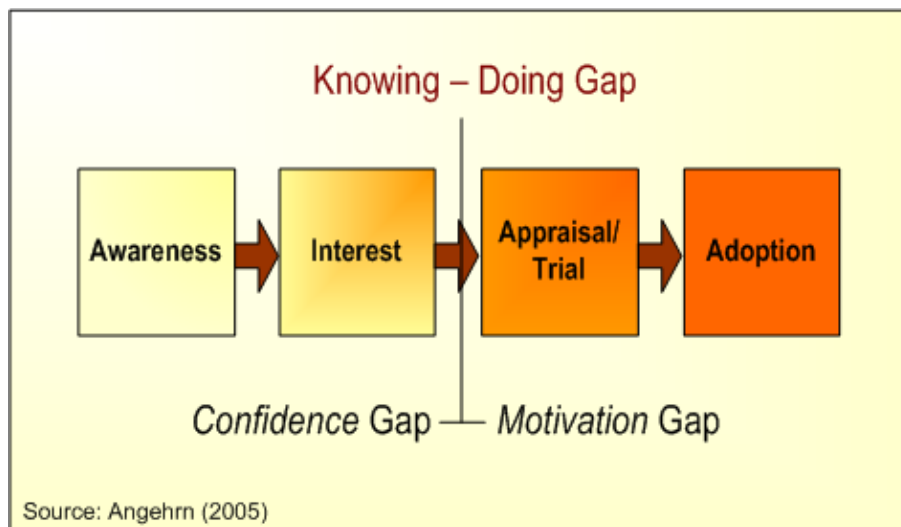 Knowing – Doing Gap
Awareness
Interest
Appraisal/
Trial
Adoption
Confidence Gap
Motivation Gap
Source: Angehrn (2005)